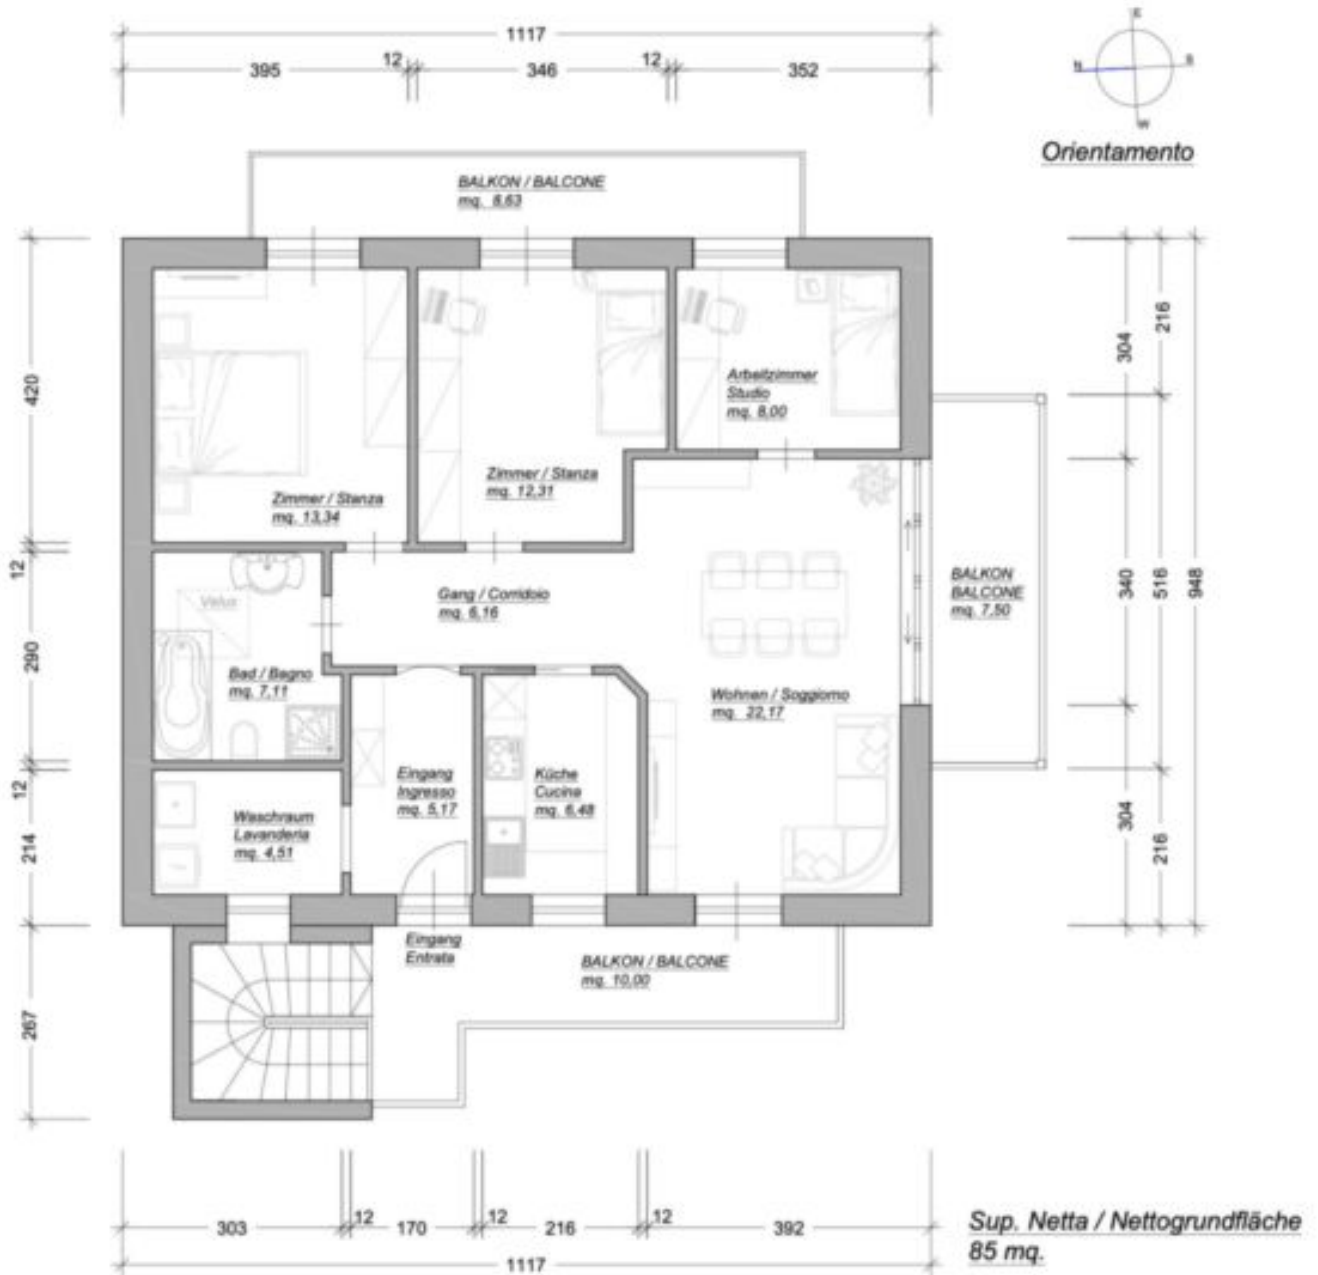 1117
395
12
346
12
352
E
N
S
W
Orientamento
BALKON / BALCONE
mq. 8,63
420
12
290
12
214
267
Zimmer / Stanza
mq. 13,34
Zimmer / Stanza
mq. 12,31
Arbeitzimmer
Studio
mq. 8,00
Gang / Corridoio
mq. 6,16
Velux
Bad / Bagno
mq. 7,11
Wohnen / Soggiorno
mq. 22,17
BALKON
BALCONE
mq. 7,50
Eingang
Ingresso
mq. 5,17
Küche
Cucina
mq. 6,48
Waschraum
Lavanderia
mq. 4,51
Eingang
Entrata
BALKON / BALCONE
mq. 10,00
304
340
304
216
516
216
948
303
12
170
12
216
12
392
1117
Sup. Netta / Nettogrundfläche
85 mq.